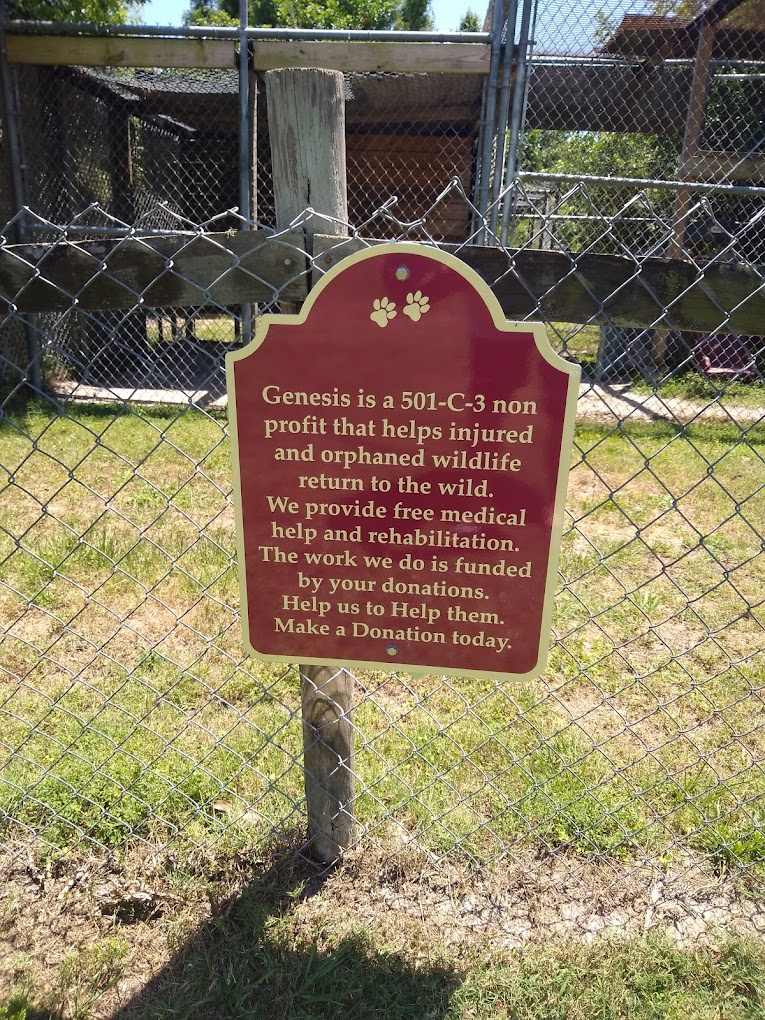 Genesis is a 501-C-3 non
profit that helps injured
and orphaned wildlife
return to the wild.
We provide free medical
help and rehabilitation.
The work we do is funded
by your donations.
Help us to Help them.
Make a Donation today.